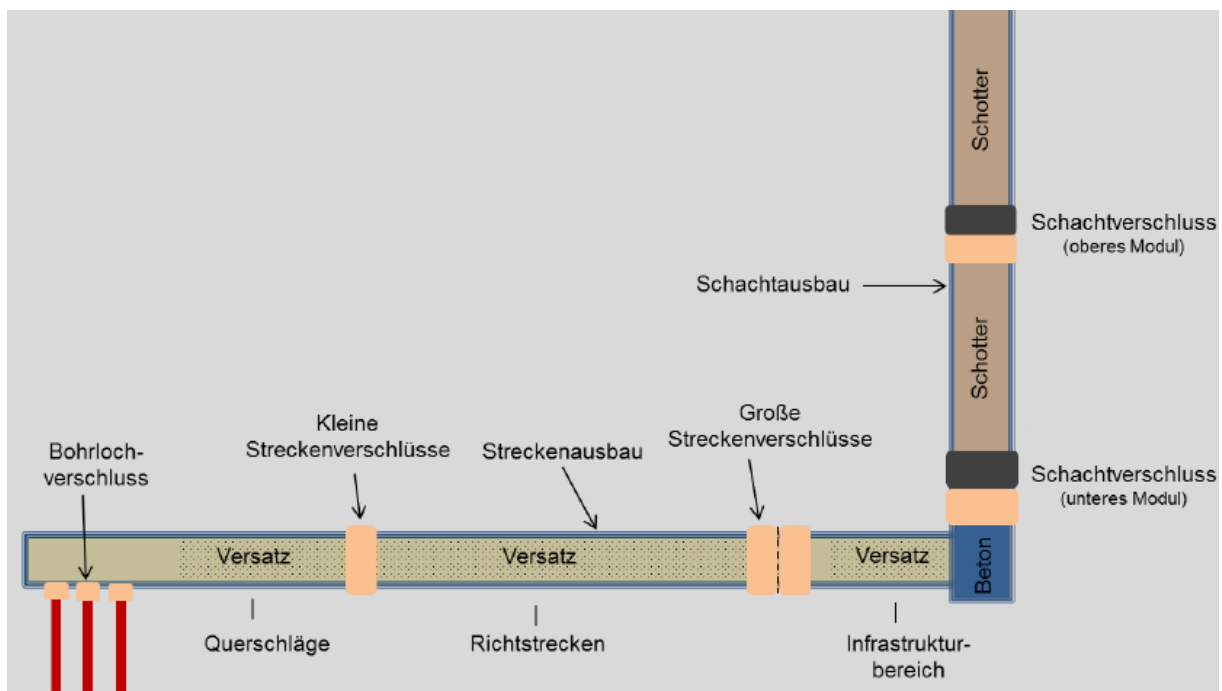 Schotter
Schachtverschluss
(oberes Modul)
Schachtausbau
Schotter
Kleine
Streckenverschlüsse
Große
Streckenverschlüsse
Bohrloch-
verschluss
Streckenausbau
Schachtverschluss
(unteres Modul)
Versatz
Versatz
Versatz
Beton
Querschläge
Richtstrecken
Infrastruktur-
bereich